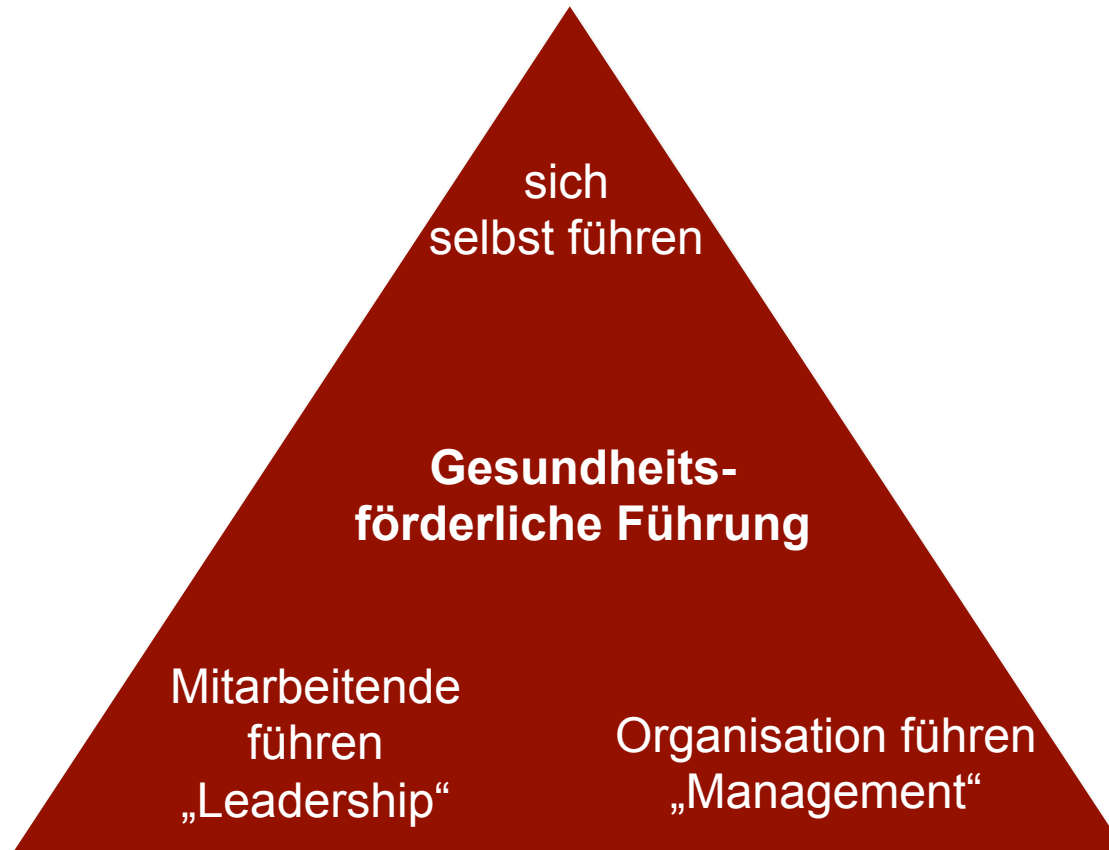 sich
selbst führen
Gesundheits-
förderliche Führung
Mitarbeitende
führen
„Leadership“
Organisation führen
„Management“